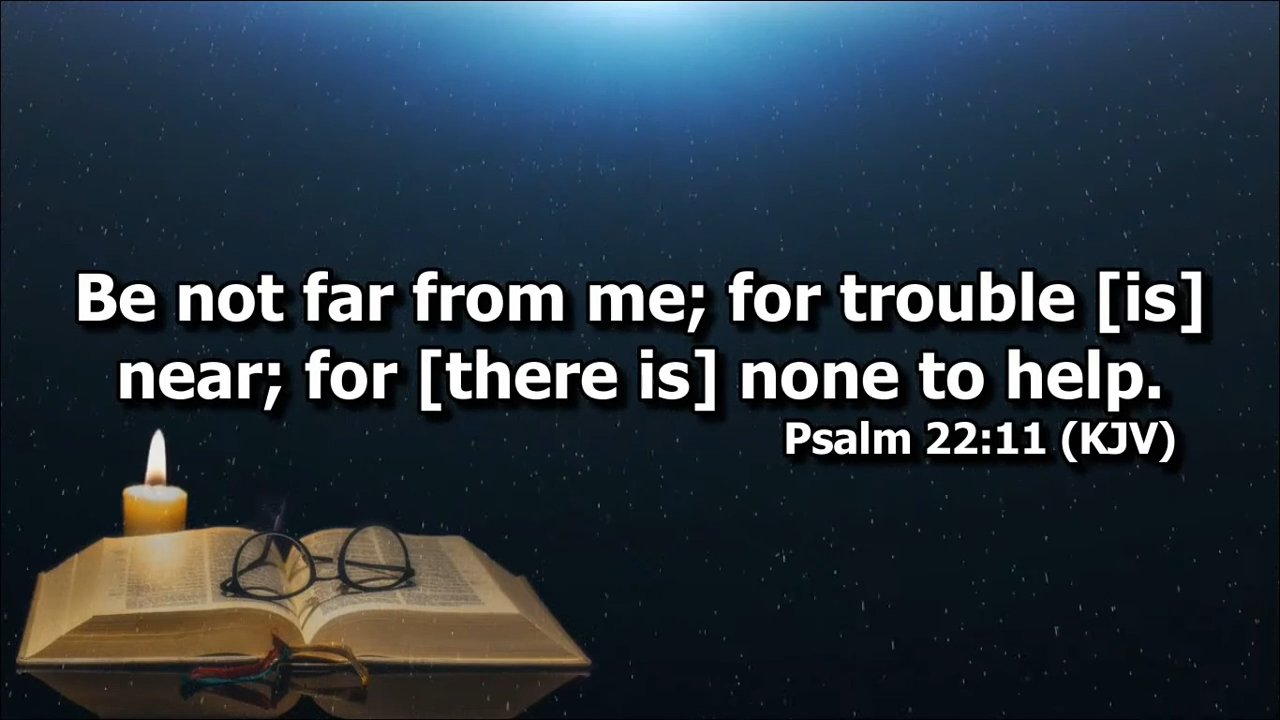 Be not far from me; for trouble [is]
near; for [there is] none to help.
Psalm 22:11 (KJV)